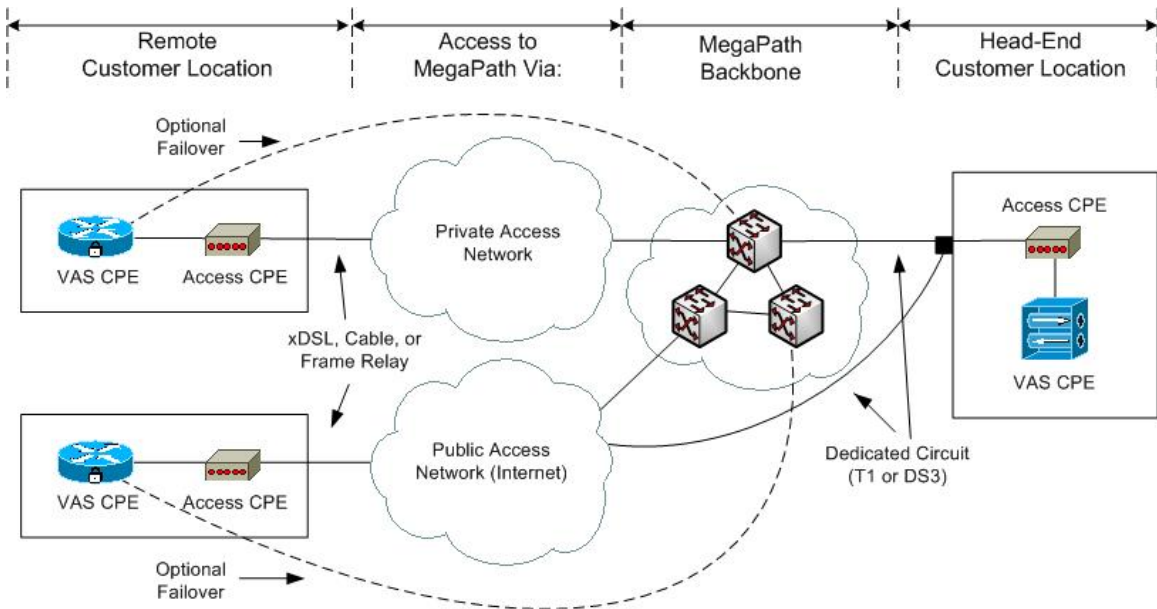 Remote
Customer Location
Access to
MegaPath Via:
MegaPath
Backbone
Head-End
Customer Location
Optional
Failover
VAS CPE
Access CPE
Private Access
Network
Access CPE
VAS CPE
xDSL, Cable, or
Frame Relay
VAS CPE
Access CPE
Public Access
Network (Internet)
Dedicated Circuit
(T1 or DS3)
Optional
Failover